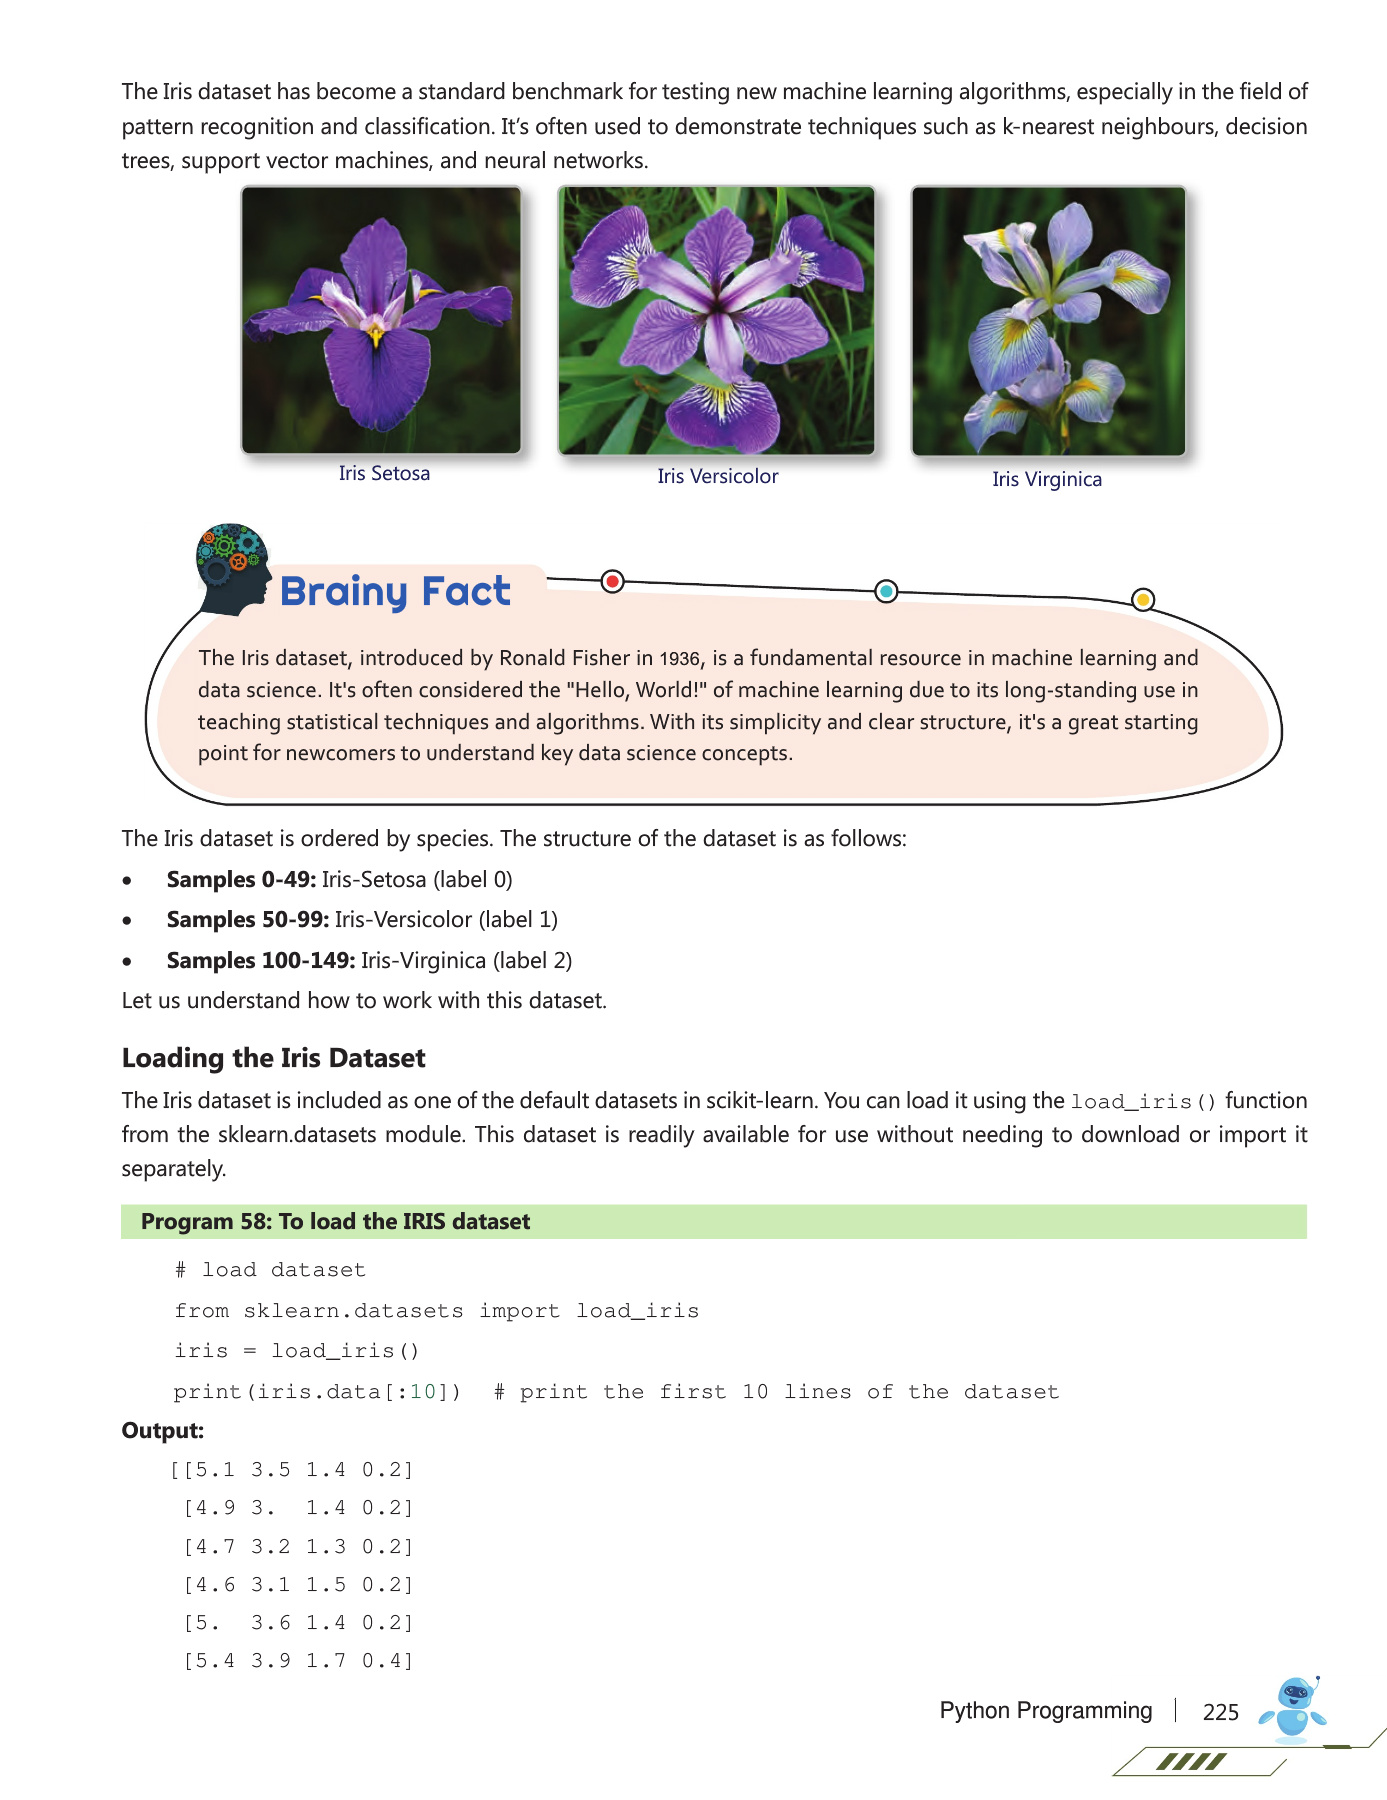 The Iris dataset has become a standard benchmark for testing new machine learning algorithms, especially in the field of
pattern recognition and classification. It’s often used to demonstrate techniques such as k-nearest neighbours, decision
trees, support vector machines, and neural networks.
Iris Setosa
Iris Versicolor
Iris Virginica
Brainy Fact
The Iris dataset, introduced by Ronald Fisher in 1936, is a fundamental resource in machine learning and
data science. It's often considered the "Hello, World!" of machine learning due to its long-standing use in
teaching statistical techniques and algorithms. With its simplicity and clear structure, it's a great starting
point for newcomers to understand key data science concepts.
The Iris dataset is ordered by species. The structure of the dataset is as follows:
• Samples 0-49: Iris-Setosa (label 0)
• Samples 50-99: Iris-Versicolor (label 1)
• Samples 100-149: Iris-Virginica (label 2)
Let us understand how to work with this dataset.
Loading the Iris Dataset
The Iris dataset is included as one of the default datasets in scikit-learn. You can load it using the load_iris() function
from the sklearn.datasets module. This dataset is readily available for use without needing to download or import it
separately.
Program 58: To load the IRIS dataset
# load dataset
from sklearn.datasets import load_iris
iris = load_iris()
print(iris.data[:10])  # print the first 10 lines of the dataset
Output:
[[5.1 3.5 1.4 0.2]
[4.9 3.  1.4 0.2]
[4.7 3.2 1.3 0.2]
[4.6 3.1 1.5 0.2]
[5.  3.6 1.4 0.2]
[5.4 3.9 1.7 0.4]
Python Programming | 225